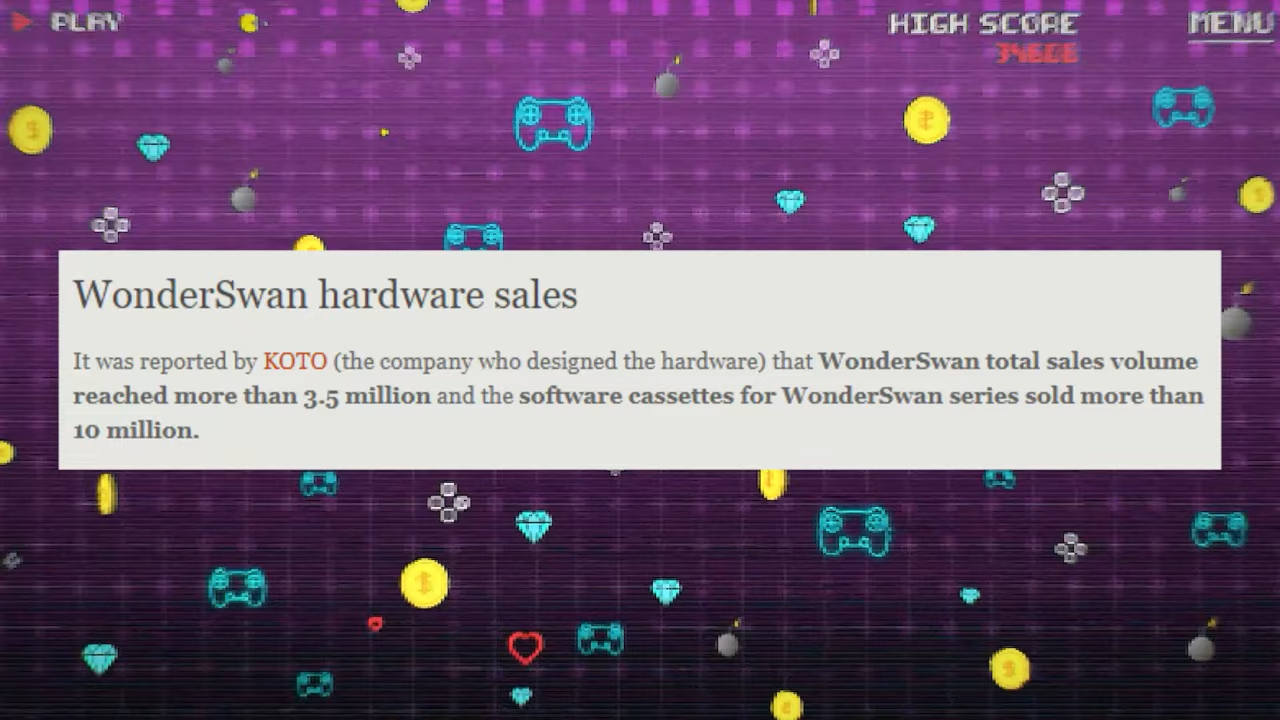 PLAY
HIGH SCORE
MENU
WonderSwan hardware sales
It was reported by KOTO (the company who designed the hardware) that WonderSwan total sales volume
reached more than 3.5 million and the software cassettes for WonderSwan series sold more than
10 million.